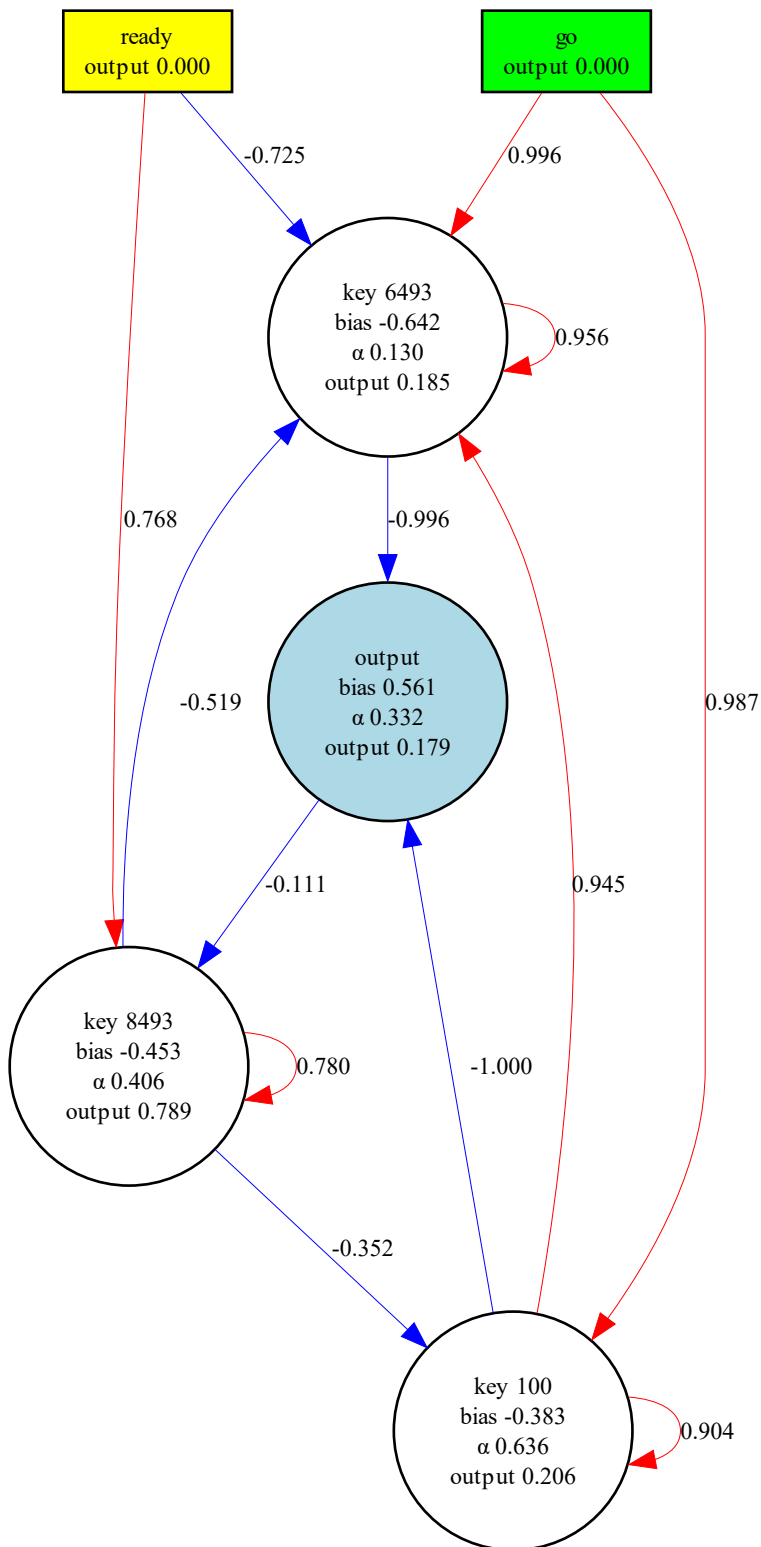 ready
output 0.000
go
output 0.000
-0.725
0.996
key 6493
bias -0.642
α 0.130
output 0.185
0.956
0.768
-0.996
-0.519
output
bias 0.561
α 0.332
output 0.179
0.987
-0.111
0.945
key 8493
bias -0.453
α 0.406
output 0.789
0.780
-1.000
-0.352
key 100
bias -0.383
α 0.636
output 0.206
0.904